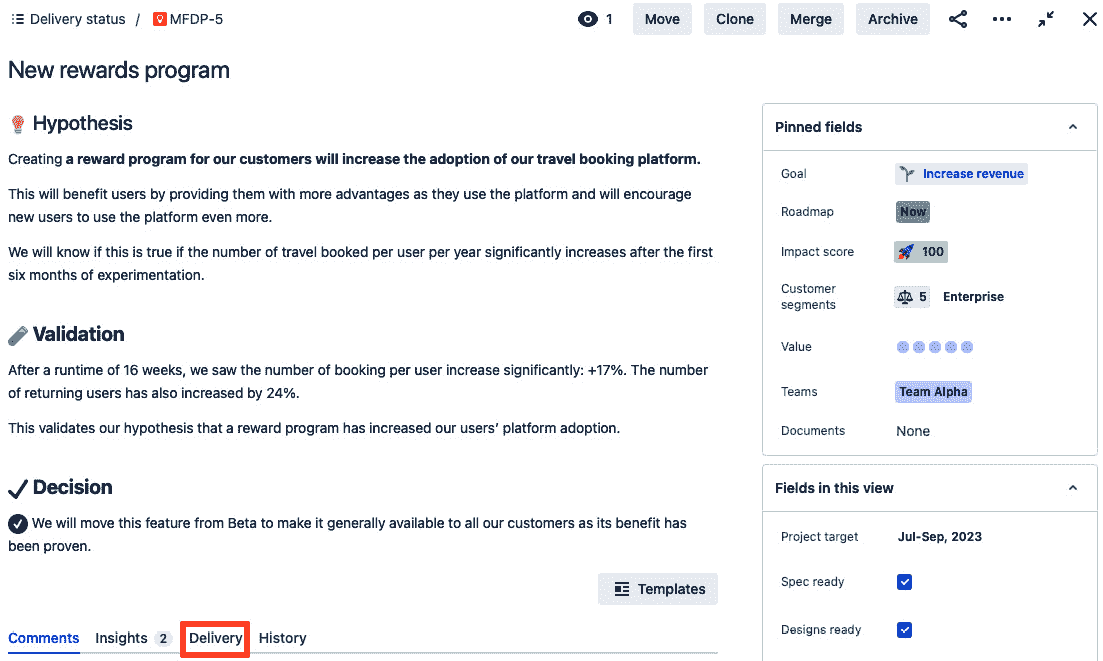 Delivery status / MFDP-5
1 Move Clone Merge Archive
New rewards program
Hypothesis
Creating a reward program for our customers will increase the adoption of our travel booking platform.
This will benefit users by providing them with more advantages as they use the platform and will encourage
new users to use the platform even more.
We will know if this is true if the number of travel booked per user per year significantly increases after the first
six months of experimentation.
Validation
After a runtime of 16 weeks, we saw the number of booking per user increase significantly: +17%. The number
of returning users has also increased by 24%.
This validates our hypothesis that a reward program has increased our users’ platform adoption.
Decision
We will move this feature from Beta to make it generally available to all our customers as its benefit has
been proven.
Templates
Comments Insights 2 Delivery History
Pinned fields
Goal Increase revenue
Roadmap Now
Impact score 100
Customer
segments 5 Enterprise
Value
Teams Team Alpha
Documents None
Fields in this view
Project target Jul-Sep, 2023
Spec ready
Designs ready